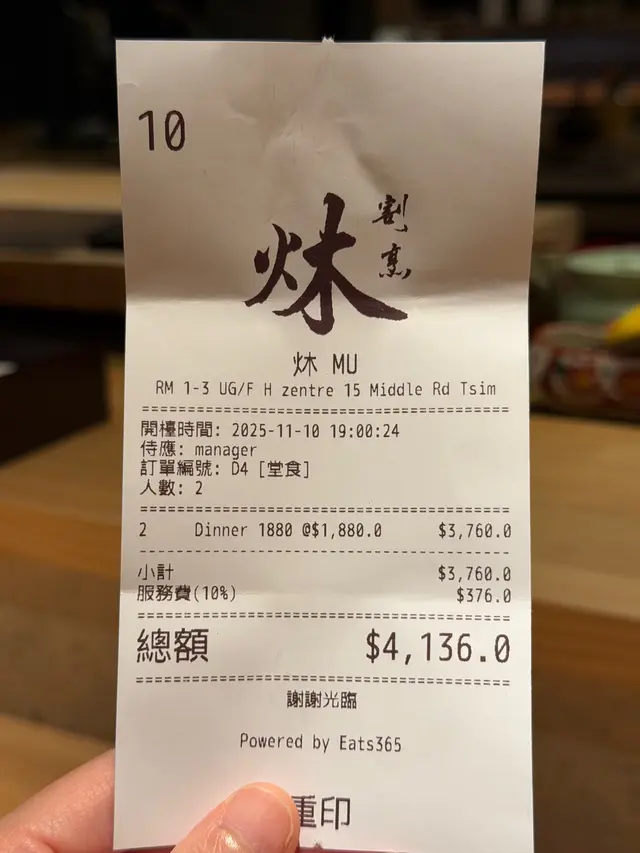 10
割烹
炑
炑 MU
RM 1-3 UG/F H zentre 15 Middle Rd Tsim
開檯時間: 2025-11-10 19:00:24
侍應: manager
訂單編號: D4 [堂食]
人數: 2
2 Dinner 1880 @$1,880.0 $3,760.0
小計 $3,760.0
服務費(10%) $376.0
總額 $4,136.0
謝謝光臨
Powered by Eats365
重印